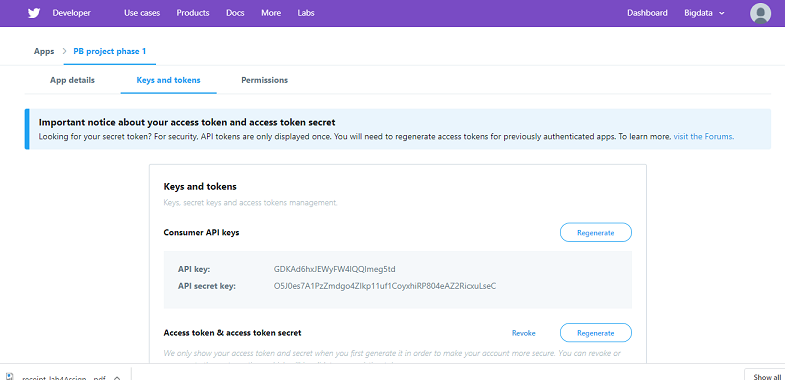 Developer Use cases Products Docs More Labs Dashboard Bigdata
Apps PB project phase 1
App details Keys and tokens Permissions
Important notice about your access token and access token secret
Looking for your secret token? For security, API tokens are only displayed once. You will need to regenerate access tokens for previously authenticated apps. To learn more, visit the Forums.
Keys and tokens
Keys, secret keys and access tokens management.
Consumer API keys Regenerate
API key: GDKAd6hxJEWyFW4lQQImeg5td
API secret key: O5J0es7A1PzZmdgo4ZIkp11uf1CoyxhiRP804eAZ2RicxuLseC
Access token & access token secret Revoke Regenerate
We only show your access token and secret when you first generate it in order to make your account more secure. You can revoke or
Show all